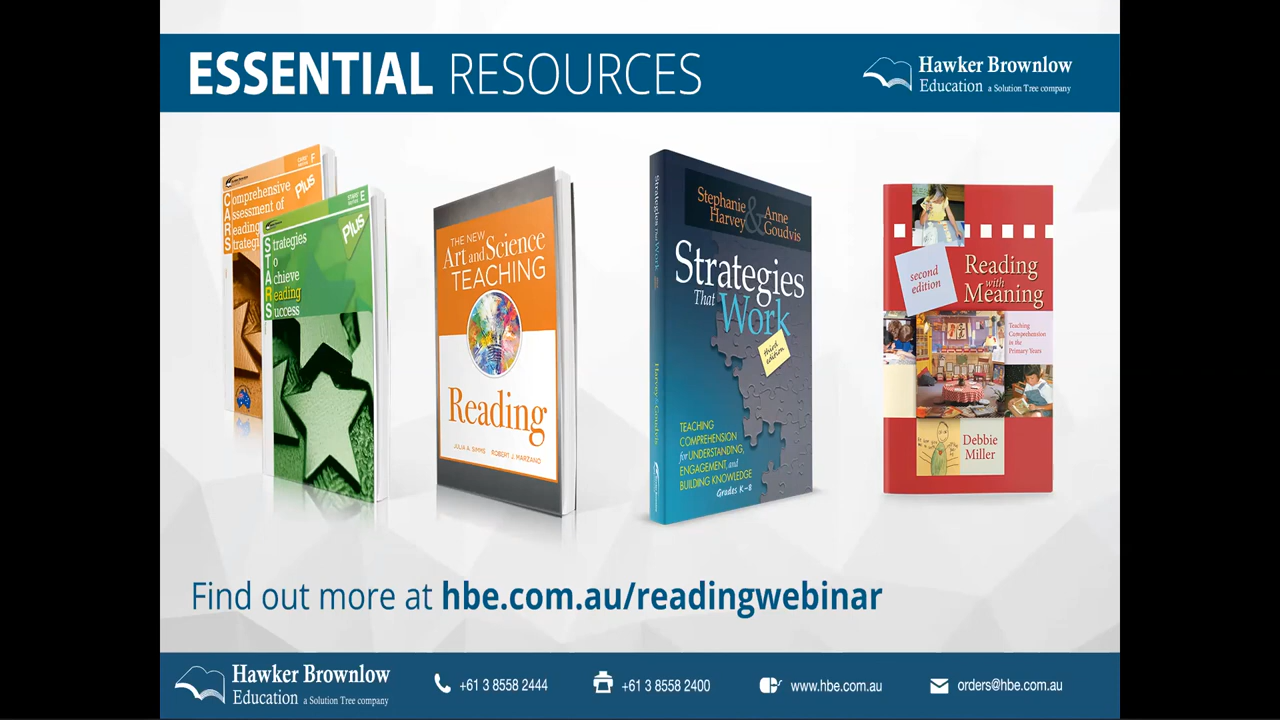 ESSENTIAL RESOURCES
Hawker Brownlow
Education a Solution Tree company
CARS SERIES F
Comprehensive
Assessment of
Reading
Strategies
Plus
STARS SERIES E
Plus
Strategies
To
Achieve
Reading
Success
THE NEW
Art and Science
TEACHING
Reading
JULIA A. SIMMS ROBERT J. MARZANO
Strategies That Work
Harvey & Goudvis
Stephanie Harvey
&
Anne Goudvis
Strategies
That Work
third
edition
TEACHING
COMPREHENSION
for UNDERSTANDING,
ENGAGEMENT, and
BUILDING KNOWLEDGE
Grades K–8
second
edition
Reading
with
Meaning
Teaching
Comprehension
in the
Primary Years
Debbie
Miller
Find out more at hbe.com.au/readingwebinar
Hawker Brownlow
Education a Solution Tree company
+61 3 8558 2444
+61 3 8558 2400
www.hbe.com.au
orders@hbe.com.au